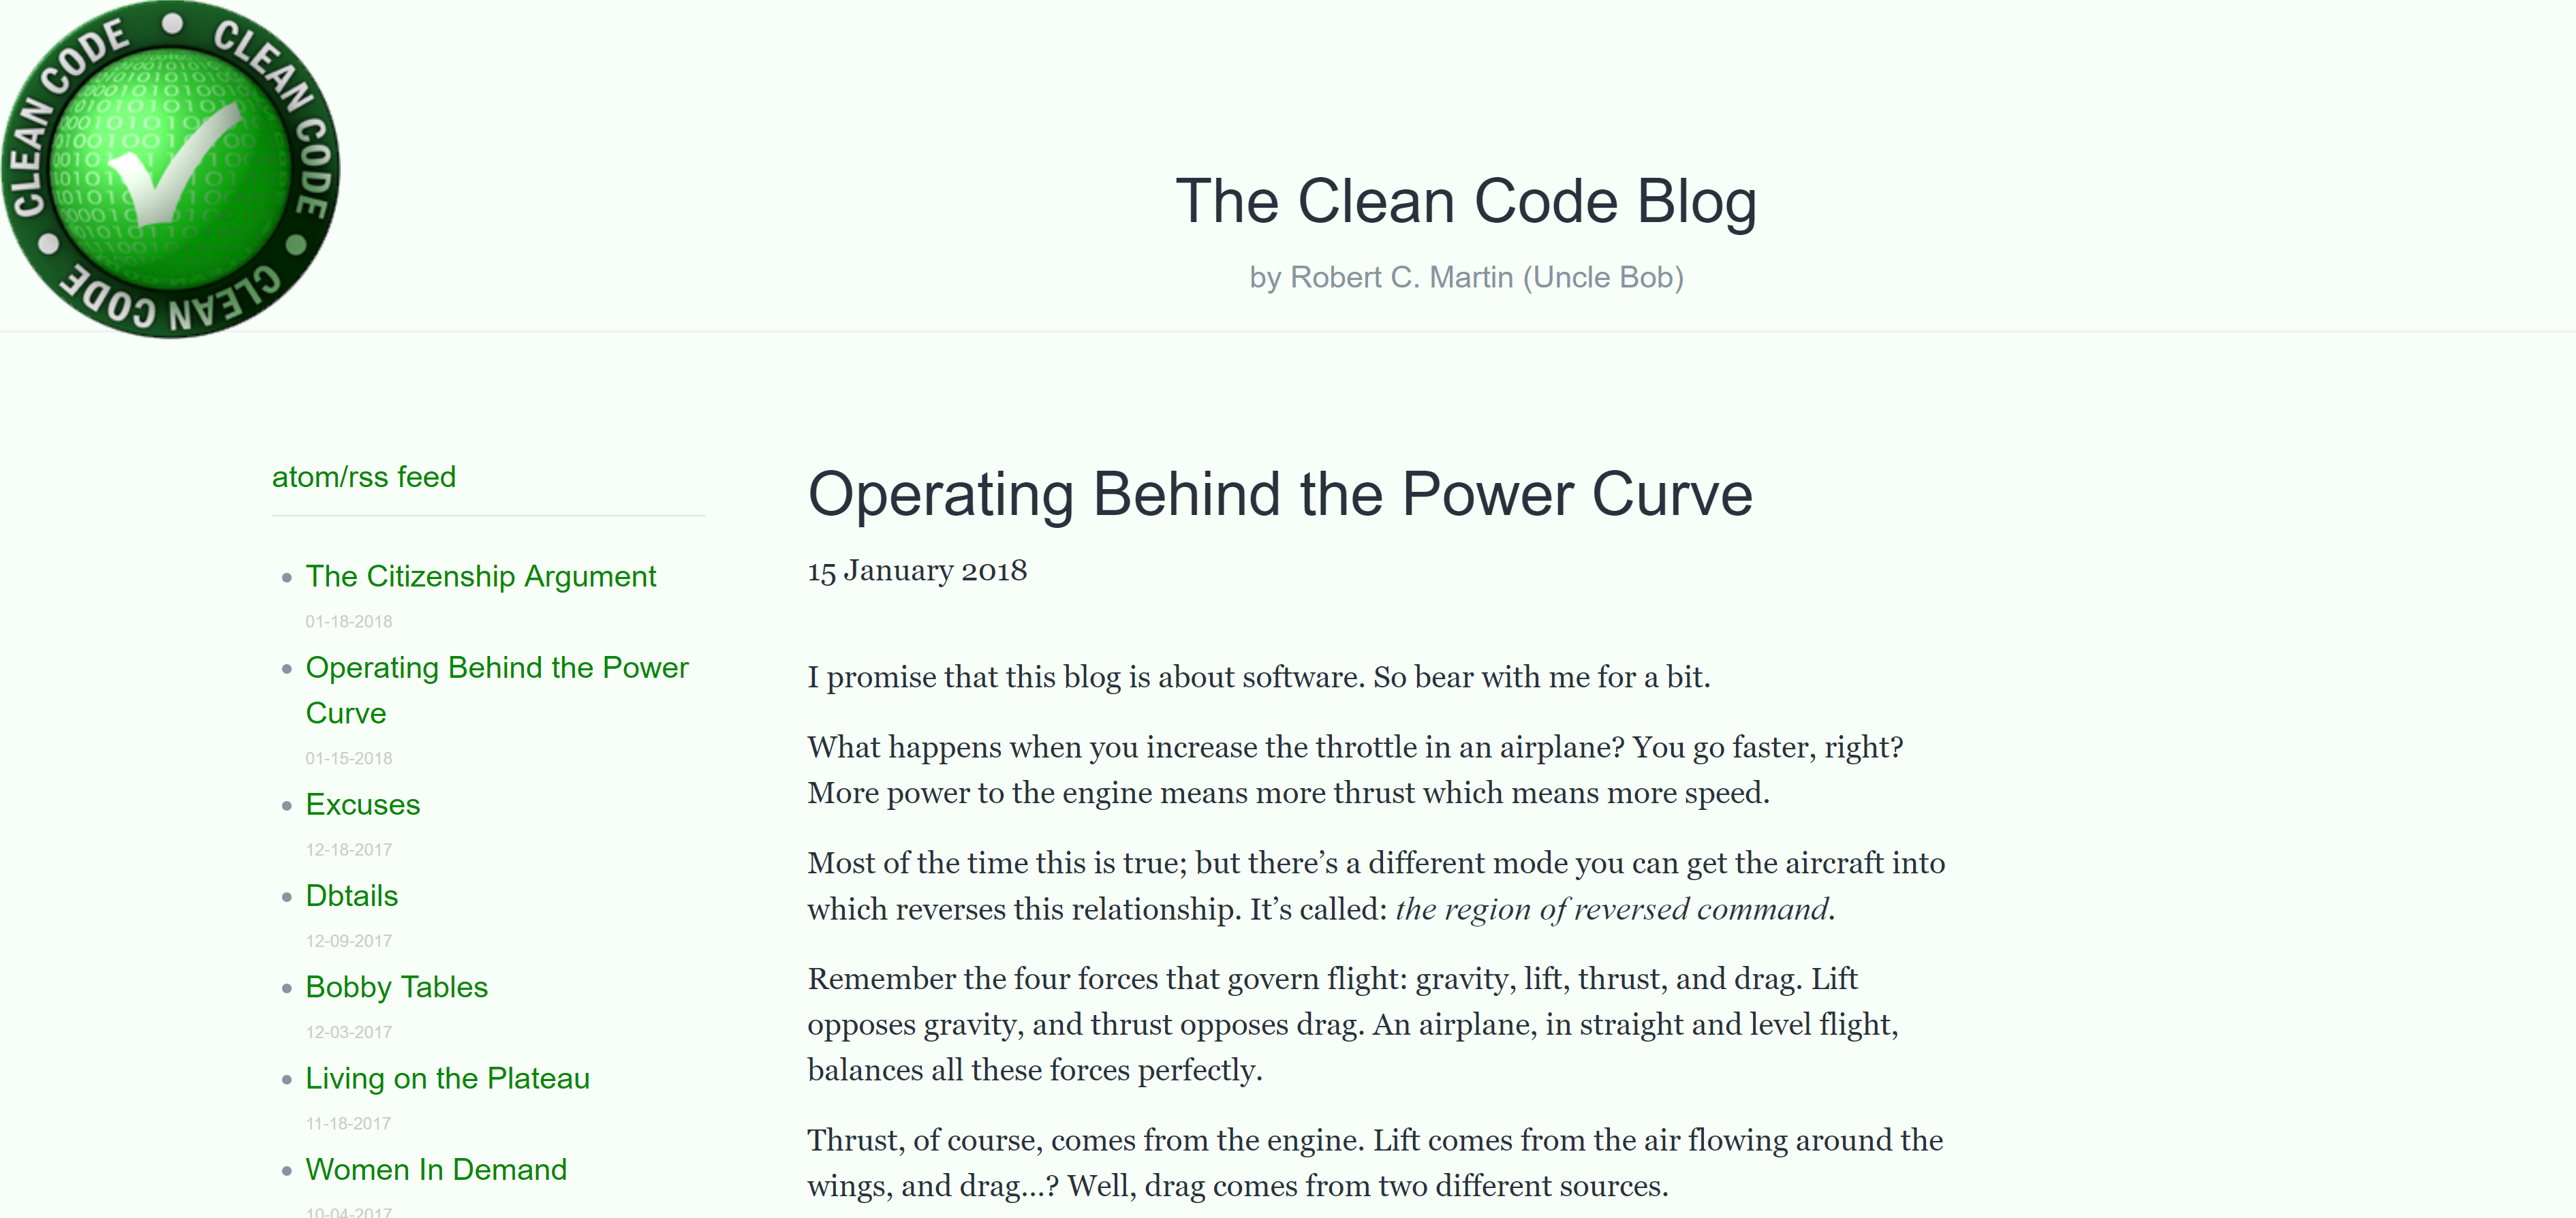 CLEAN CODE • CLEAN CODE • CLEAN CODE •
The Clean Code Blog
by Robert C. Martin (Uncle Bob)
atom/rss feed
The Citizenship Argument
01-18-2018
Operating Behind the Power
Curve
01-15-2018
Excuses
12-18-2017
Dbtails
12-09-2017
Bobby Tables
12-03-2017
Living on the Plateau
11-18-2017
Women In Demand
10-04-2017
Operating Behind the Power Curve
15 January 2018
I promise that this blog is about software. So bear with me for a bit.
What happens when you increase the throttle in an airplane? You go faster, right?
More power to the engine means more thrust which means more speed.
Most of the time this is true; but there’s a different mode you can get the aircraft into
which reverses this relationship. It’s called: the region of reversed command.
Remember the four forces that govern flight: gravity, lift, thrust, and drag. Lift
opposes gravity, and thrust opposes drag. An airplane, in straight and level flight,
balances all these forces perfectly.
Thrust, of course, comes from the engine. Lift comes from the air flowing around the
wings, and drag…? Well, drag comes from two different sources.